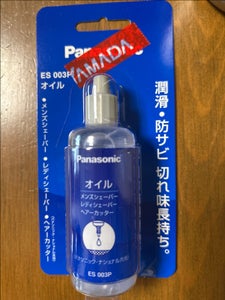 Panasonic
YAMADA
ES 003P
オイル
・メンズシェーバー
・レディシェーバー
・ヘアーカッター
潤滑・防サビ 切れ味長持ち。
Panasonic
オイル
メンズシェーバー
レディシェーバー
ヘアーカッター
ES 003P